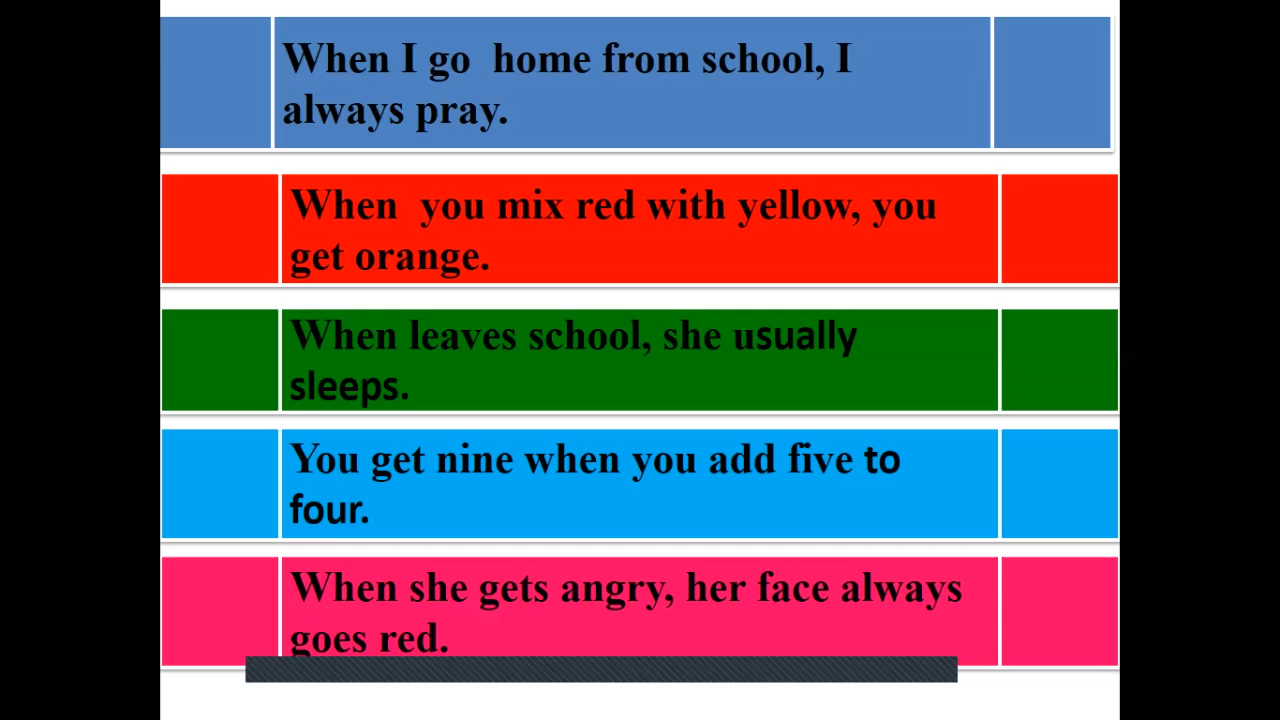 When I go  home from school, I
always pray.
When  you mix red with yellow, you
get orange.
When leaves school, she usually
sleeps.
You get nine when you add five to
four.
When she gets angry, her face always
goes red.